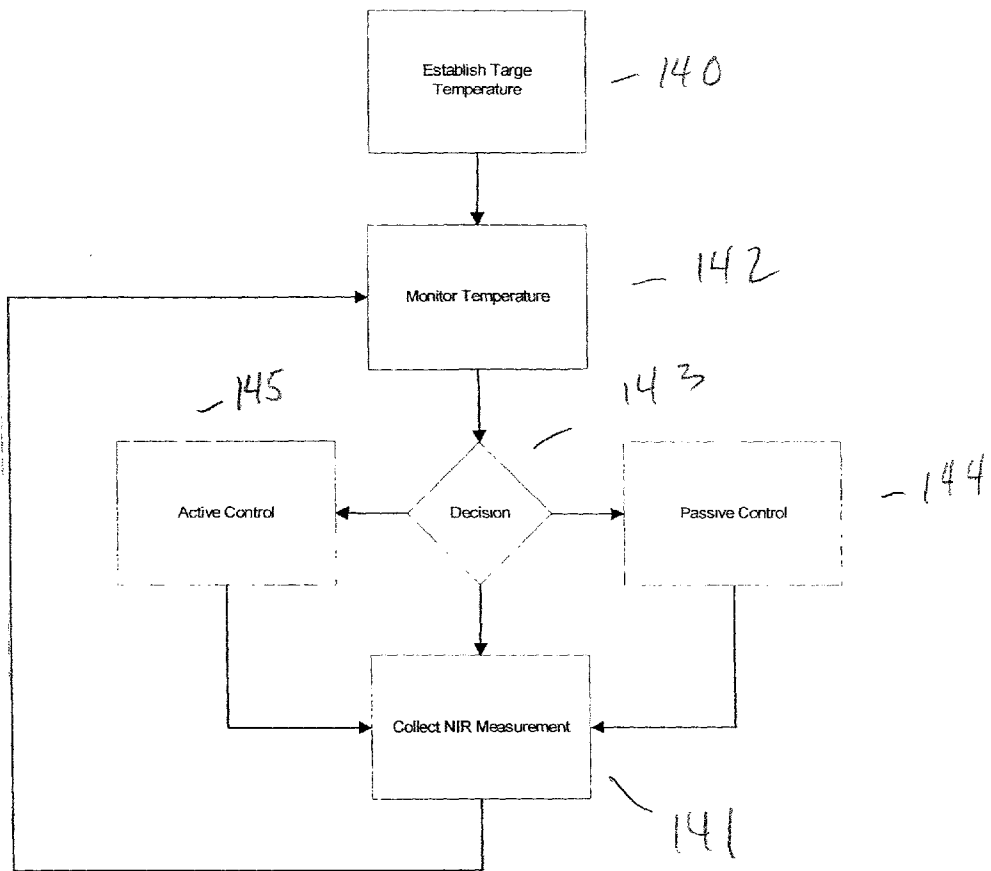 Establish Targe
Temperature
140
Monitor Temperature
142
145
143
Active Control
Decision
Passive Control
144
Collect NIR Measurement
141